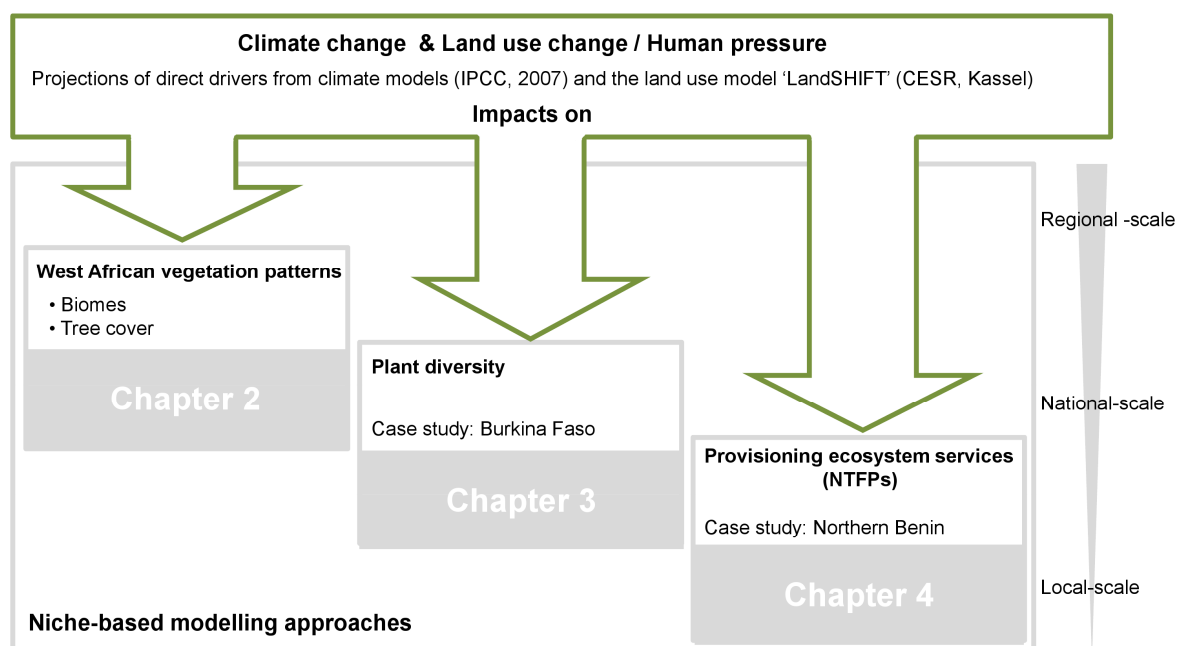 Climate change & Land use change / Human pressure
Projections of direct drivers from climate models (IPCC, 2007) and the land use model ‘LandSHIFT’ (CESR, Kassel)
Impacts on
Regional -scale
West African vegetation patterns
• Biomes
• Tree cover
Chapter 2
Plant diversity
Case study: Burkina Faso
Chapter 3
National-scale
Provisioning ecosystem services
(NTFPs)
Case study: Northern Benin
Chapter 4
Local-scale
Niche-based modelling approaches